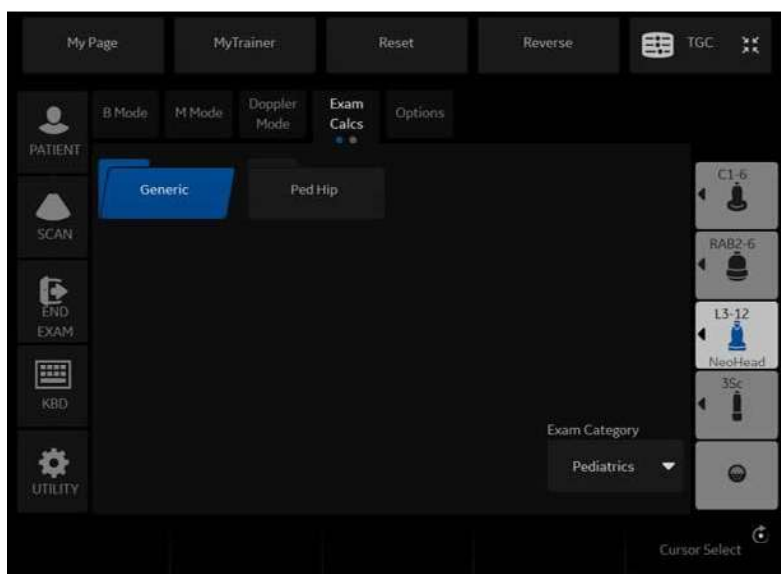 My Page
MyTrainer
Reset
Reverse
TGC
PATIENT
B Mode
M Mode
Doppler
Mode
Exam
Calcs
Options
Generic
Ped Hip
SCAN
END
EXAM
KBD
UTILITY
C1-6
RAB2-6
L3-12
NeoHead
3Sc
Exam Category
Pediatrics
Cursor Select